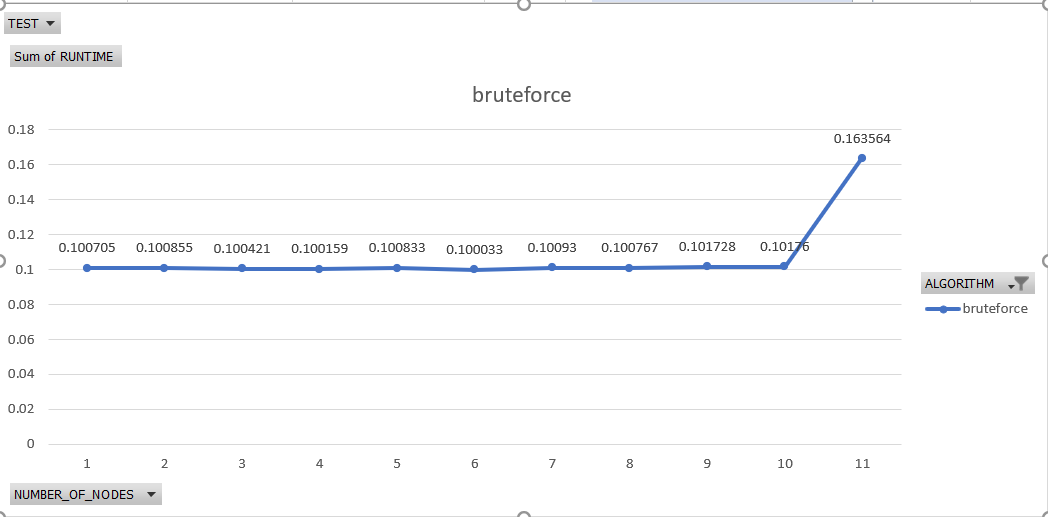 TEST
Sum of RUNTIME
bruteforce
0.18
0.16
0.14
0.12
0.1
0.08
0.06
0.04
0.02
0
0.100705 0.100855 0.100421 0.100159 0.100833 0.100033 0.10093 0.100767 0.101728 0.10176 0.163564
1 2 3 4 5 6 7 8 9 10 11
ALGORITHM
bruteforce
NUMBER_OF_NODES